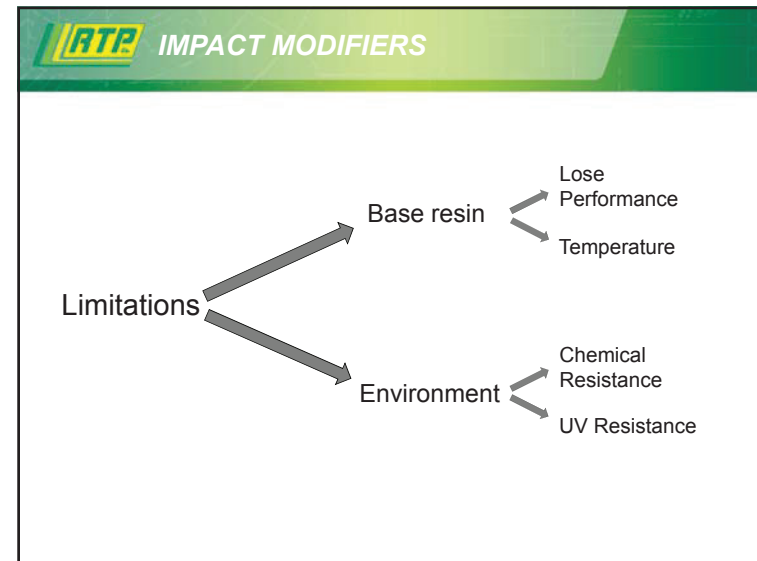 RTP
IMPACT MODIFIERS
Lose
Performance
Base resin
Temperature
Limitations
Chemical
Resistance
Environment
UV Resistance